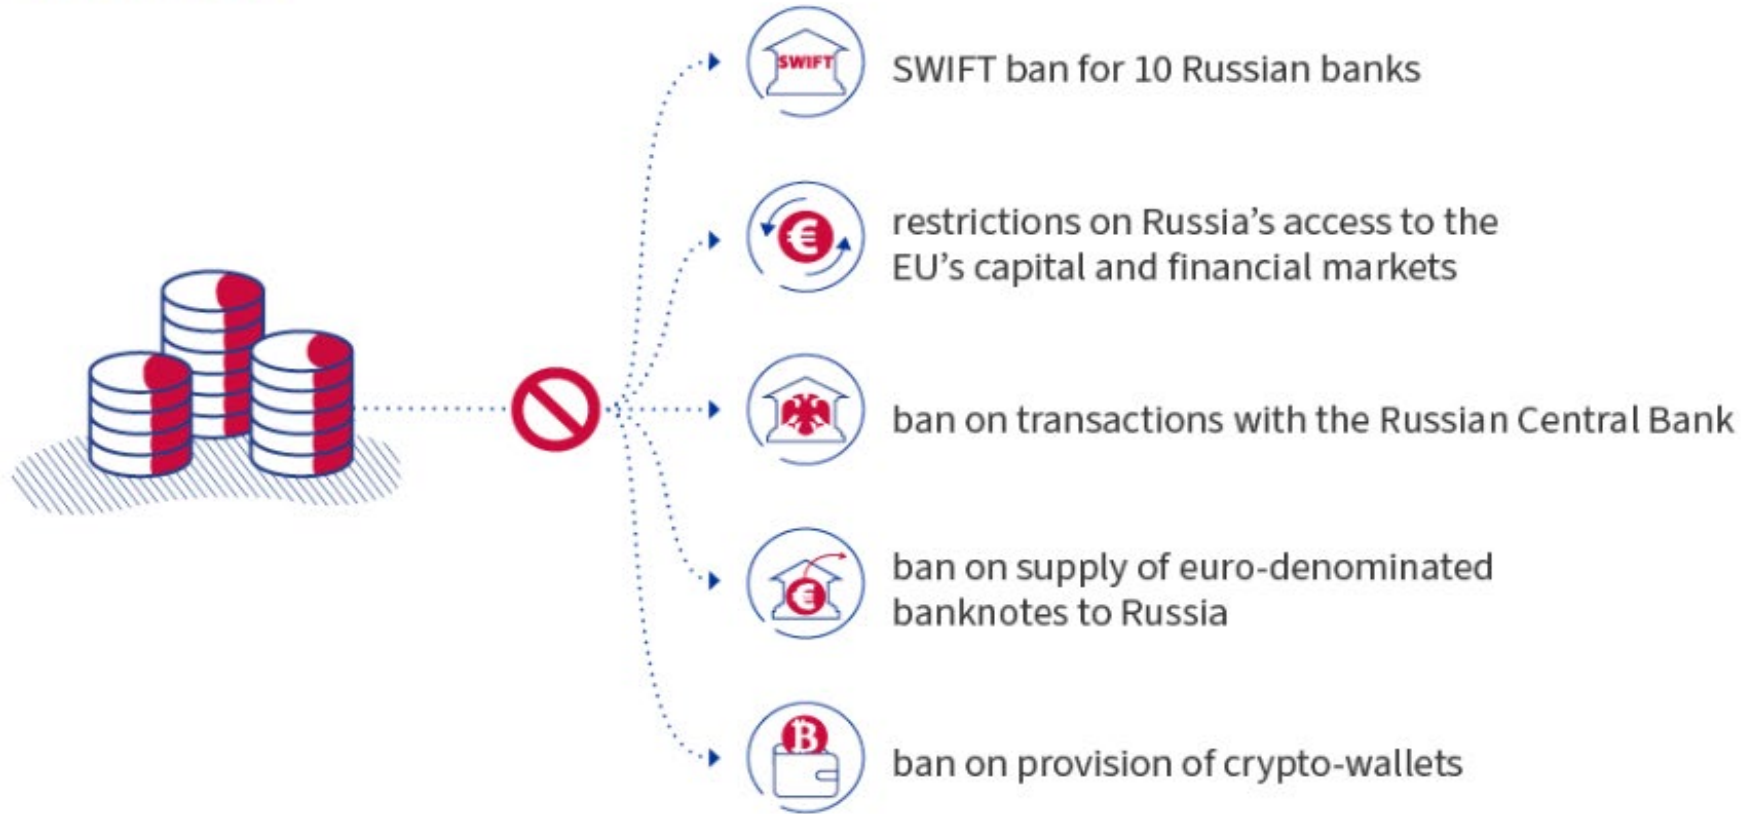 SWIFT
SWIFT ban for 10 Russian banks
€
restrictions on Russia’s access to the
EU’s capital and financial markets
ban on transactions with the Russian Central Bank
€
ban on supply of euro-denominated
banknotes to Russia
₿
ban on provision of crypto-wallets